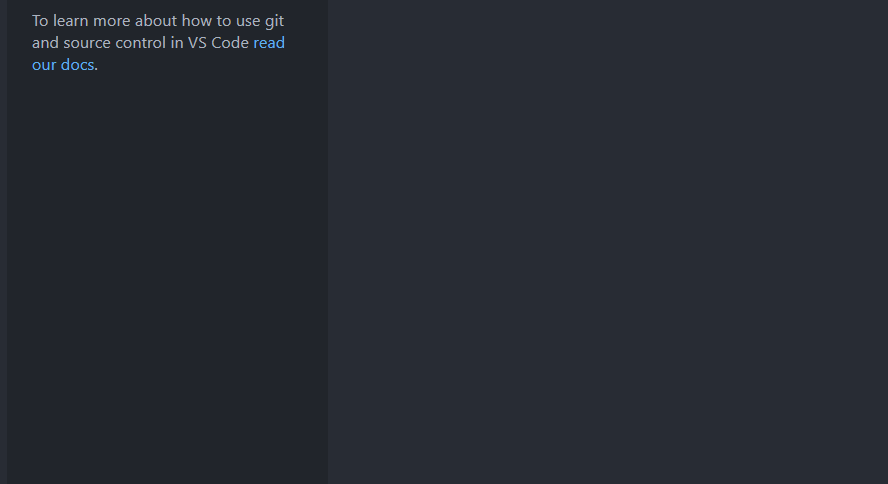 To learn more about how to use git
and source control in VS Code read
our docs.